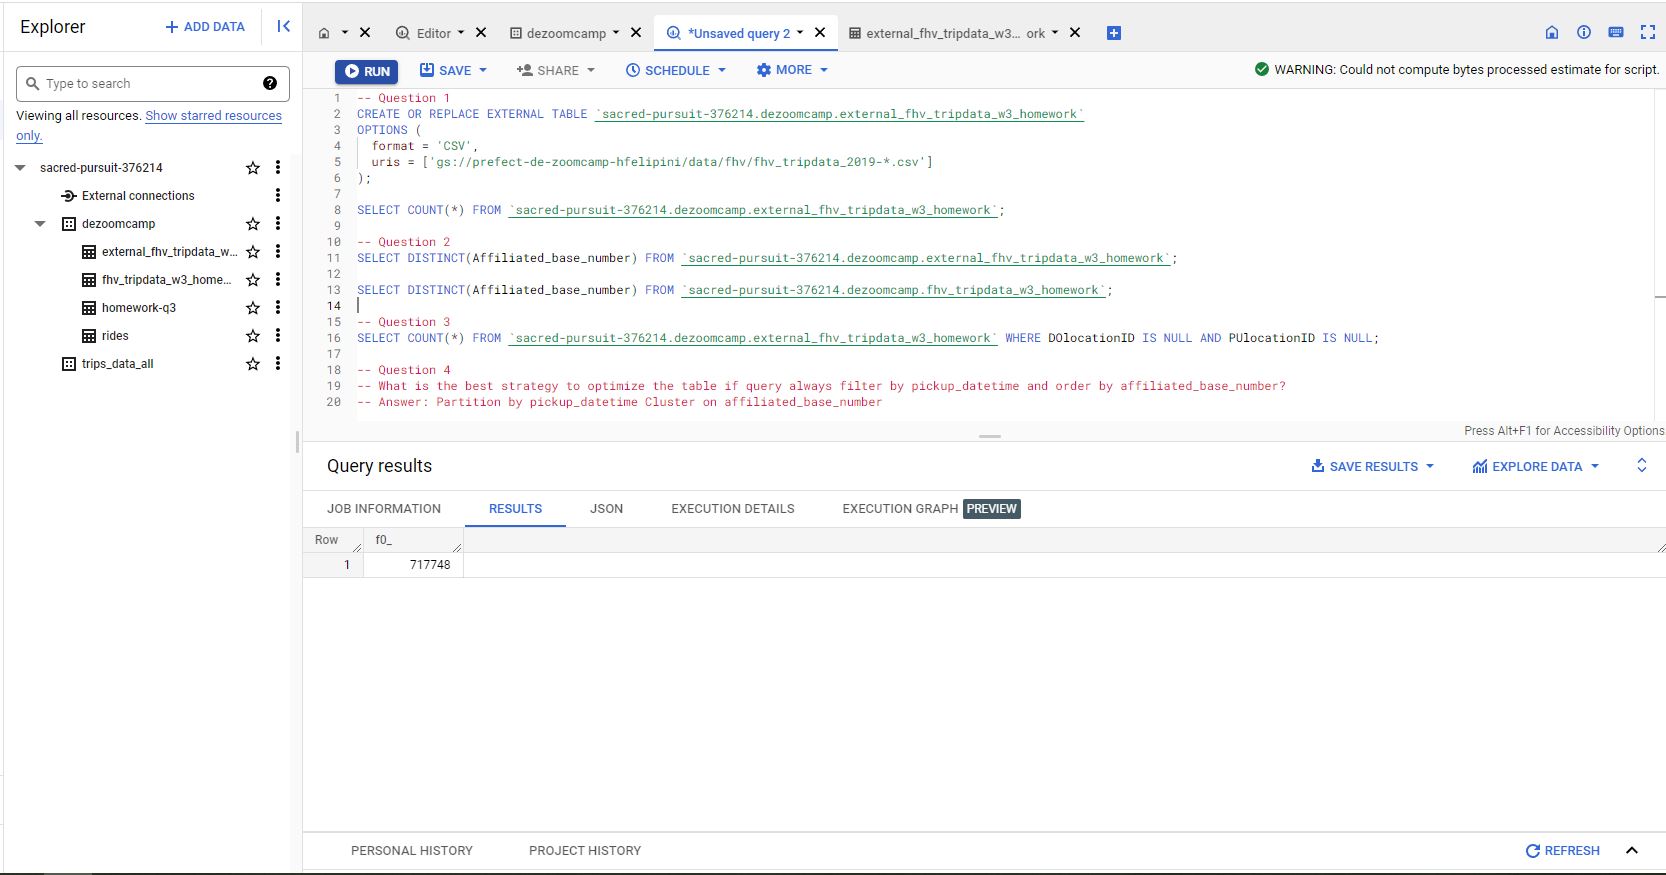 Explorer
+ ADD DATA
Type to search
Viewing all resources. Show starred resources
only.
sacred-pursuit-376214
External connections
dezoomcamp
external_fhv_tripdata_w...
fhv_tripdata_w3_home...
homework-q3
rides
trips_data_all
Editor
dezoomcamp
*Unsaved query 2
external_fhv_tripdata_w3... ork
RUN
SAVE
SHARE
SCHEDULE
MORE
WARNING: Could not compute bytes processed estimate for script.
1 -- Question 1
2 CREATE OR REPLACE EXTERNAL TABLE `sacred-pursuit-376214.dezoomcamp.external_fhv_tripdata_w3_homework`
3 OPTIONS (
4 format = 'CSV',
5 uris = ['gs://prefect-de-zoomcamp-hfelipini/data/fhv/fhv_tripdata_2019-*.csv']
6 );
7
8 SELECT COUNT(*) FROM `sacred-pursuit-376214.dezoomcamp.external_fhv_tripdata_w3_homework`;
9
10 -- Question 2
11 SELECT DISTINCT(Affiliated_base_number) FROM `sacred-pursuit-376214.dezoomcamp.external_fhv_tripdata_w3_homework`;
12
13 SELECT DISTINCT(Affiliated_base_number) FROM `sacred-pursuit-376214.dezoomcamp.fhv_tripdata_w3_homework`;
14
15 -- Question 3
16 SELECT COUNT(*) FROM `sacred-pursuit-376214.dezoomcamp.external_fhv_tripdata_w3_homework` WHERE DOlocationID IS NULL AND PUlocationID IS NULL;
17
18 -- Question 4
19 -- What is the best strategy to optimize the table if query always filter by pickup_datetime and order by affiliated_base_number?
20 -- Answer: Partition by pickup_datetime Cluster on affiliated_base_number
Press Alt+F1 for Accessibility Options
Query results
SAVE RESULTS
EXPLORE DATA
JOB INFORMATION
RESULTS
JSON
EXECUTION DETAILS
EXECUTION GRAPH PREVIEW
Row f0_
1 717748
PERSONAL HISTORY
PROJECT HISTORY
REFRESH